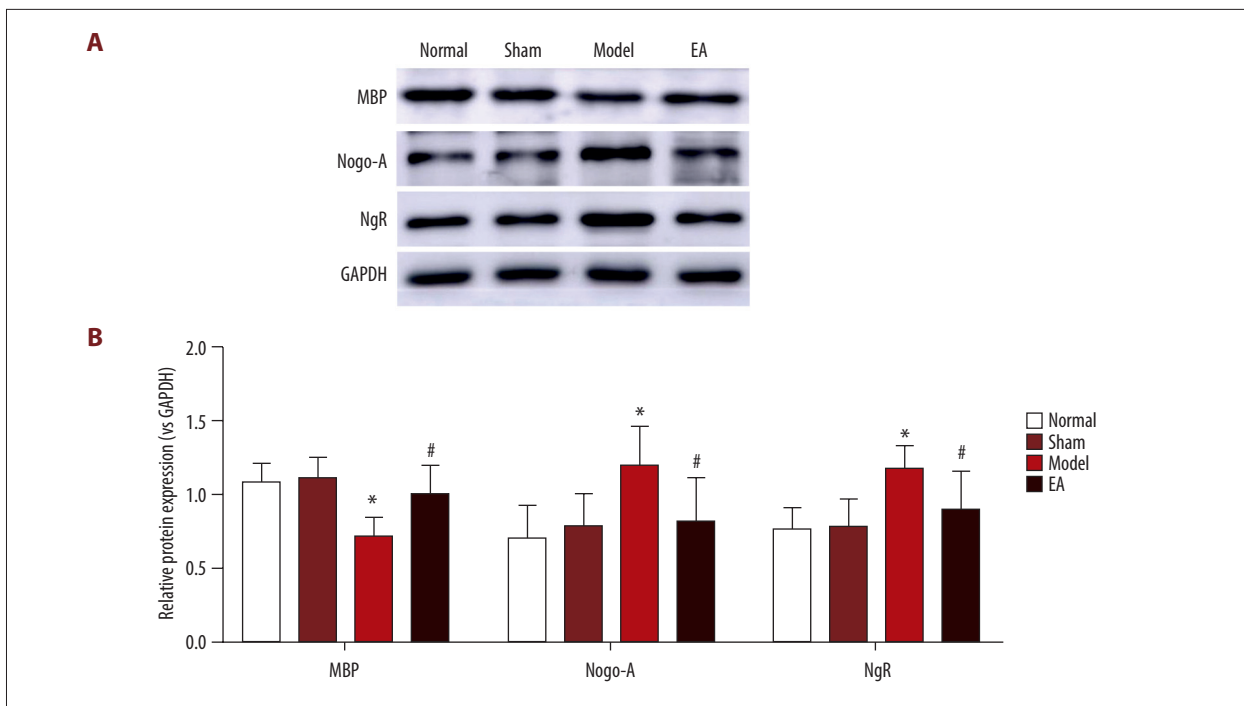 A
Normal Sham Model EA
MBP
Nogo-A
NgR
GAPDH
B
Relative protein expression (vs GAPDH)
2.0
1.5
1.0
0.5
0.0
* #
* #
* #
MBP Nogo-A NgR
Normal
Sham
Model
EA